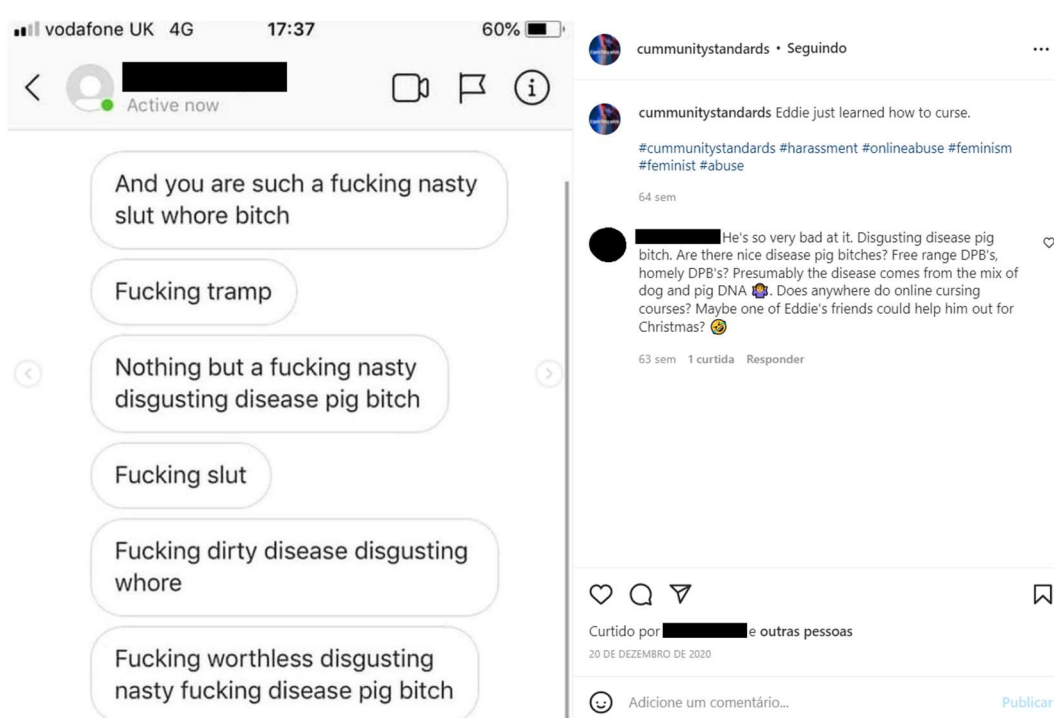 vodafone UK 4G 17:37 60%
Active now
And you are such a fucking nasty
slut whore bitch
Fucking tramp
Nothing but a fucking nasty
disgusting disease pig bitch
Fucking slut
Fucking dirty disease disgusting
whore
Fucking worthless disgusting
nasty fucking disease pig bitch
cummunitystandards • Seguindo
cummunitystandards Eddie just learned how to curse.
#cummunitystandards #harassment #onlineabuse #feminism
#feminist #abuse
64 sem
He's so very bad at it. Disgusting disease pig
bitch. Are there nice disease pig bitches? Free range DPB's,
homely DPB's? Presumably the disease comes from the mix of
dog and pig DNA 🤷‍♀️. Does anywhere do online cursing
courses? Maybe one of Eddie's friends could help him out for
Christmas? 🤣
63 sem 1 curtida Responder
Curtido por e outras pessoas
20 DE DEZEMBRO DE 2020
Adicione um comentário... Publicar